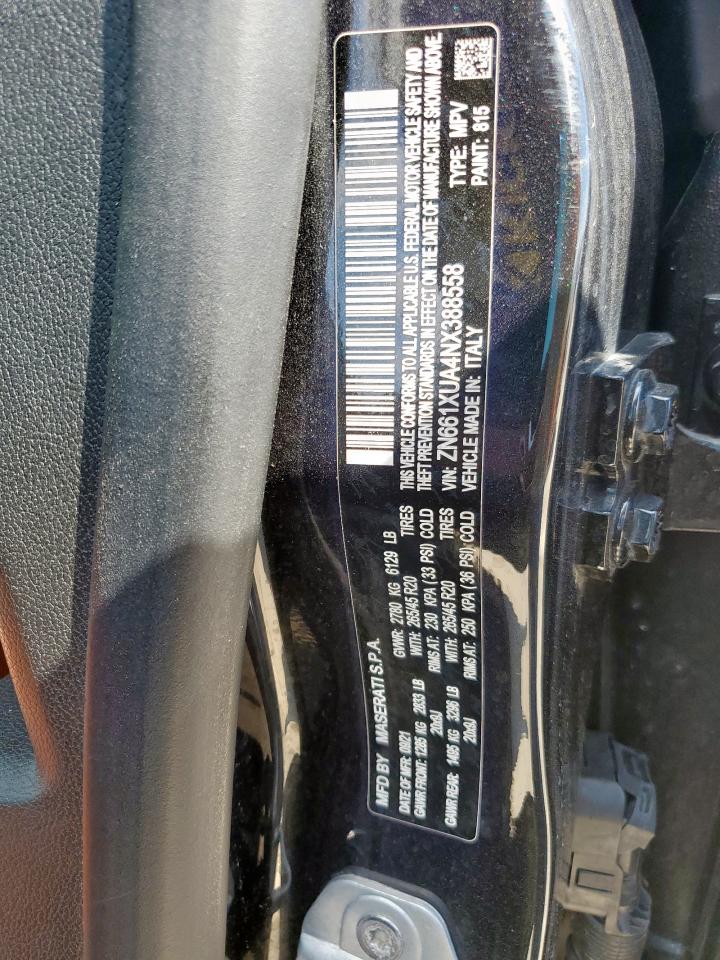 MFD BY MASERATI S.P.A.
DATE OF MFR: 09/21 GVWR: 2780 KG 6129 LB
GAWR FRONT: 1285 KG 2833 LB WITH: 265/45 R20 TIRES
20x9J RIMS AT: 230 KPA (33 PSI) COLD
GAWR REAR: 1495 KG 3296 LB WITH: 265/45 R20 TIRES
20x9J RIMS AT: 250 KPA (36 PSI) COLD
THIS VEHICLE CONFORMS TO ALL APPLICABLE U.S. FEDERAL MOTOR VEHICLE SAFETY AND
THEFT PREVENTION STANDARDS IN EFFECT ON THE DATE OF MANUFACTURE SHOWN ABOVE.
VIN: ZN661XUA4NX388558 TYPE: MPV
VEHICLE MADE IN: ITALY PAINT: 815